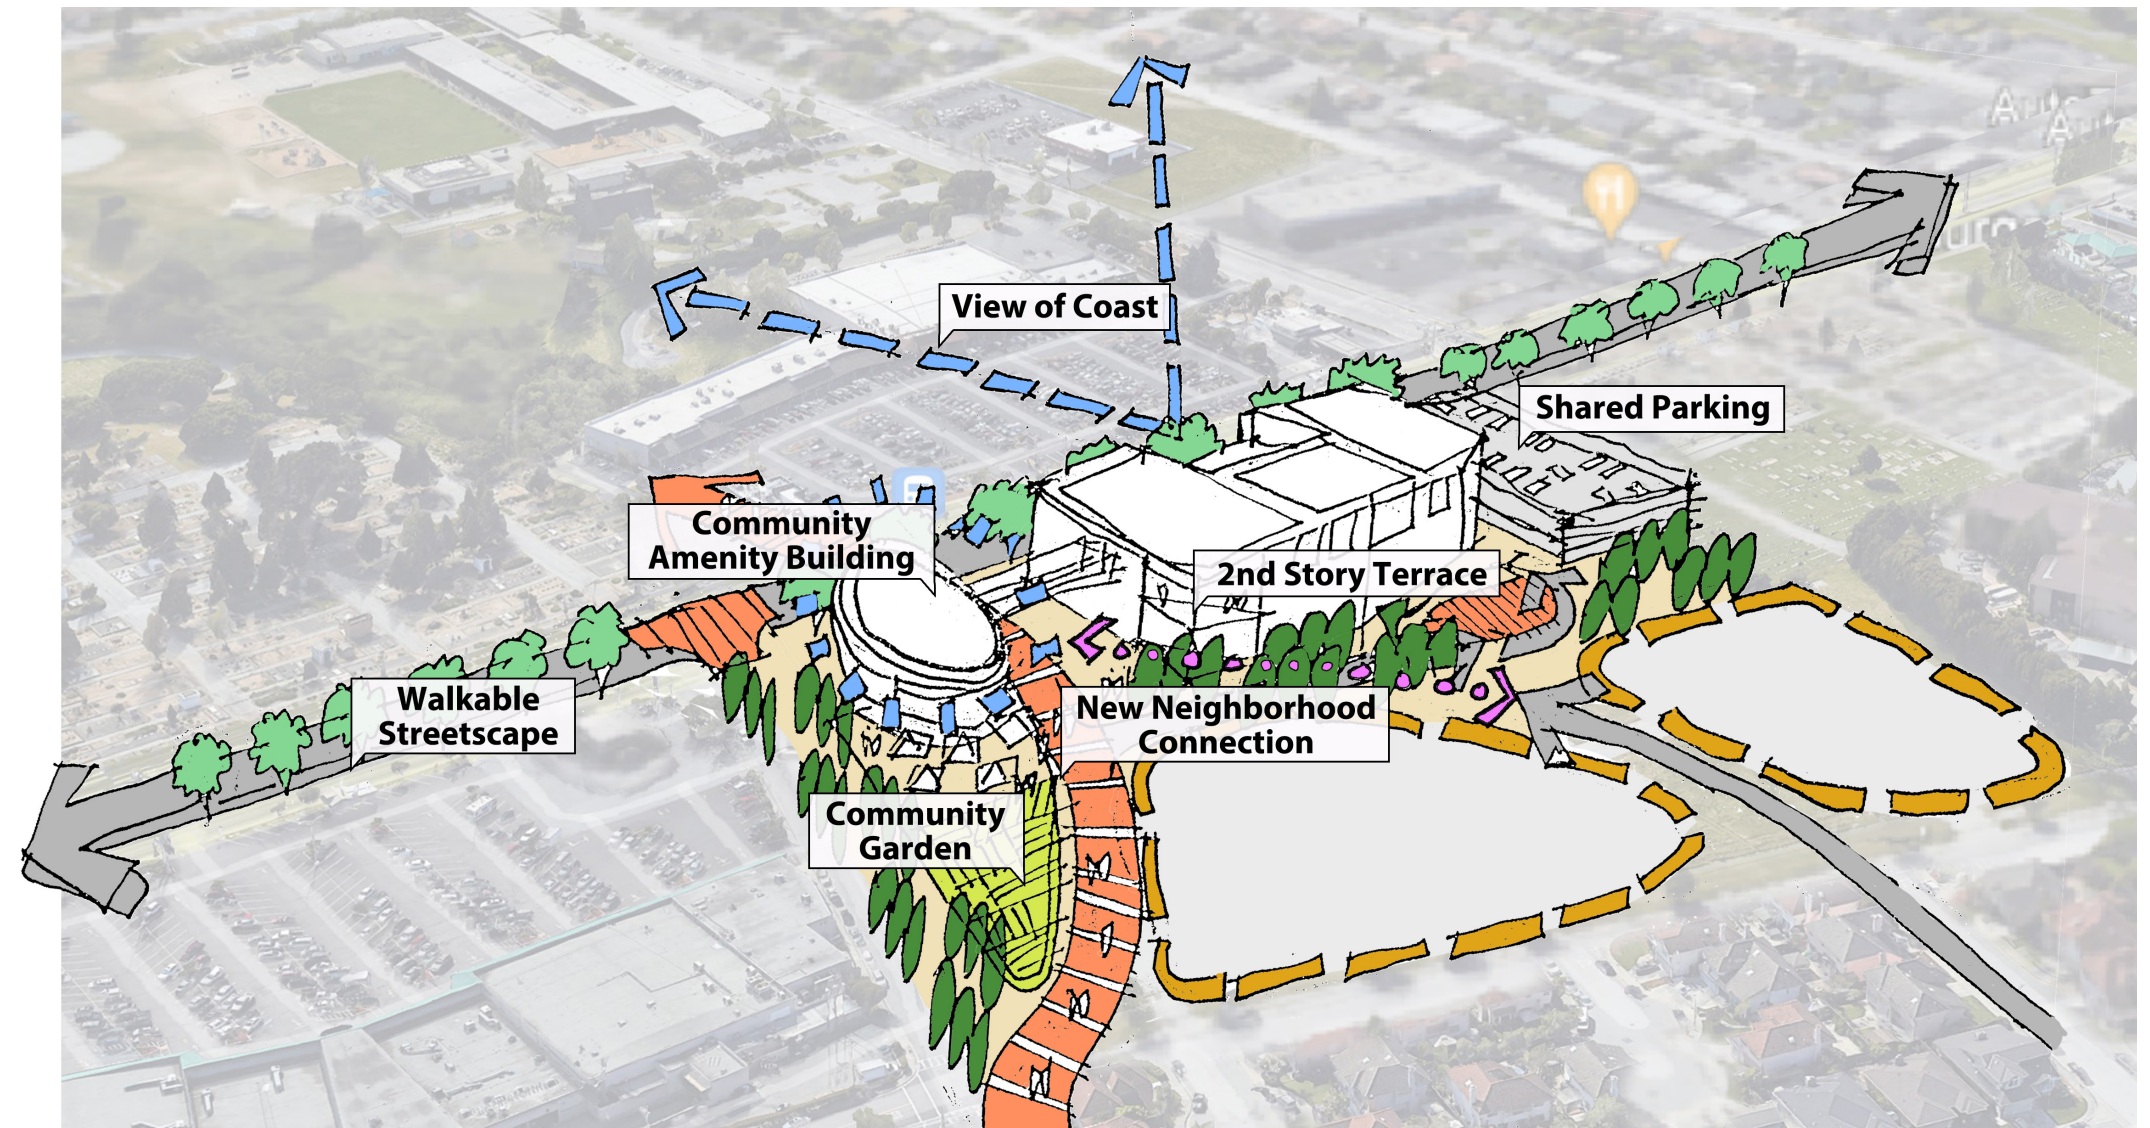 View of Coast
Shared Parking
Community
Amenity Building
2nd Story Terrace
Walkable
Streetscape
New Neighborhood
Connection
Community
Garden